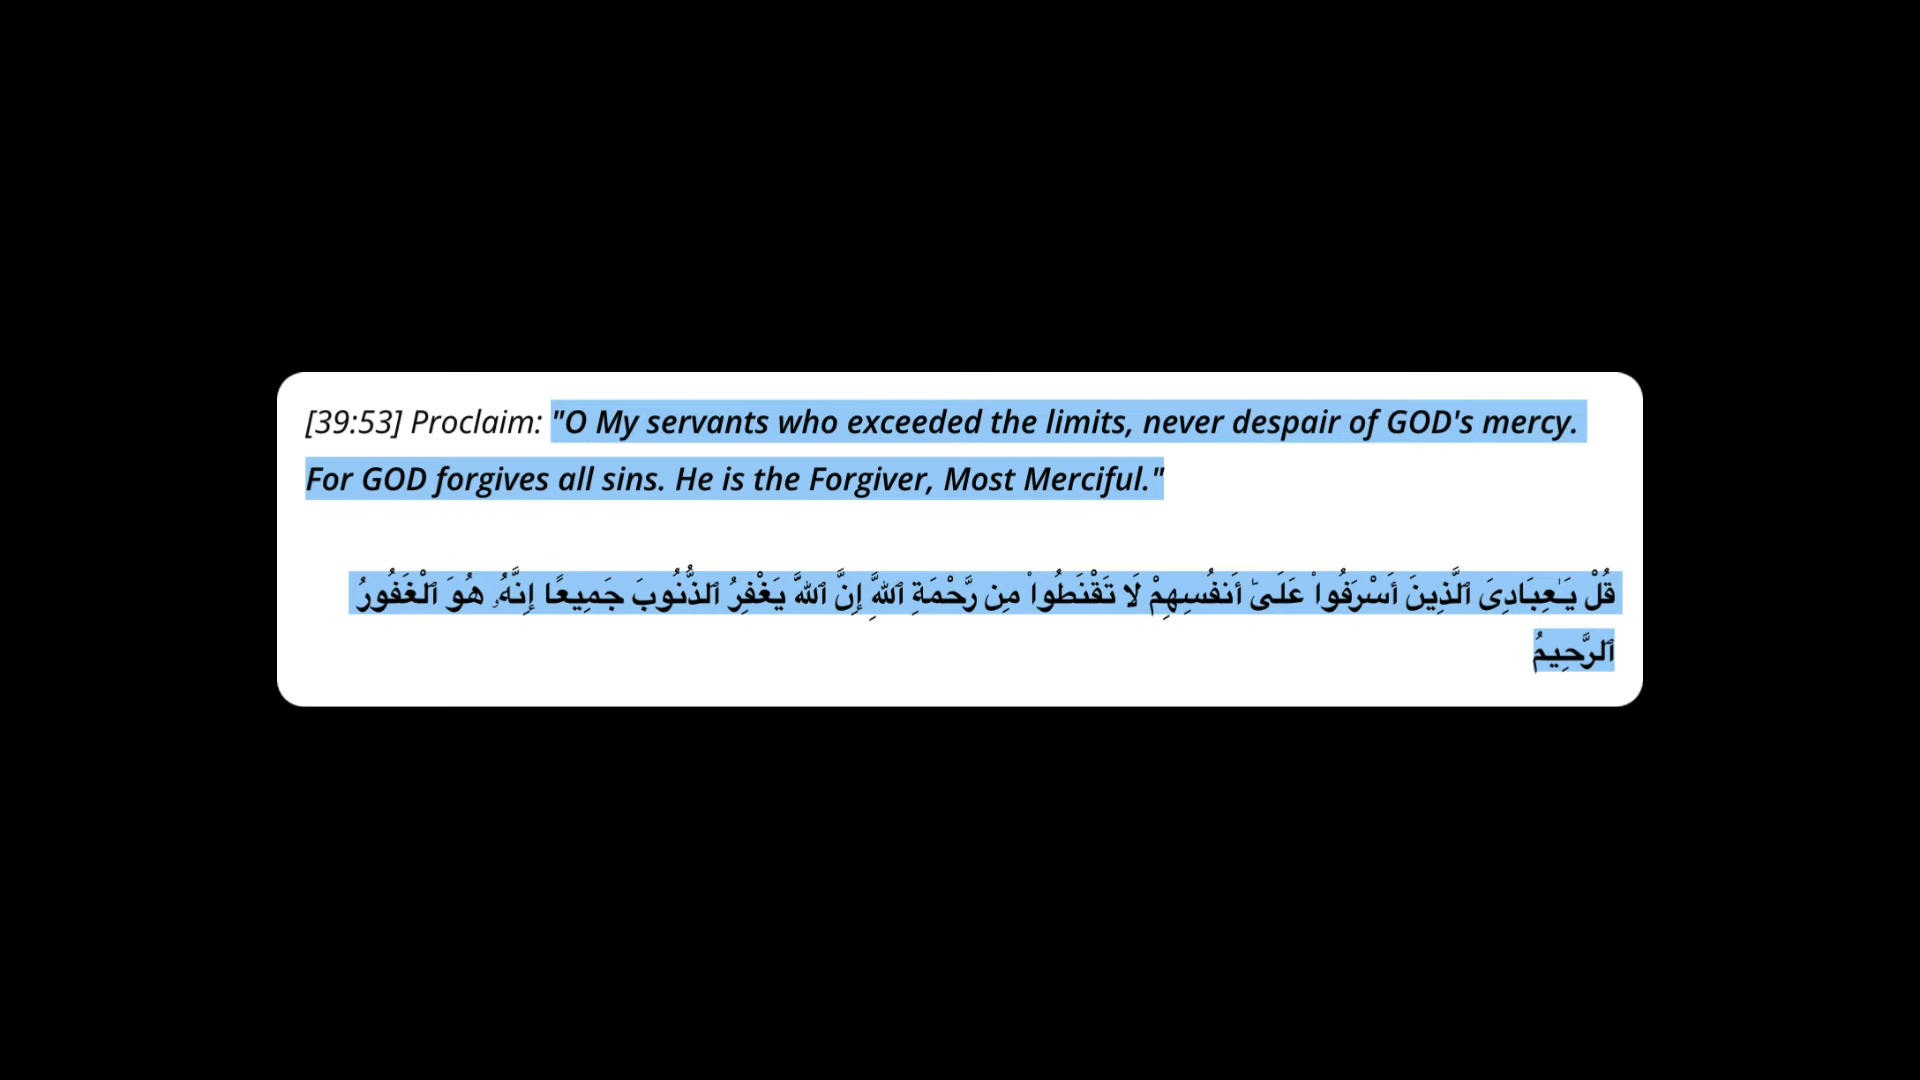 [39:53] Proclaim: "O My servants who exceeded the limits, never despair of GOD's mercy.
For GOD forgives all sins. He is the Forgiver, Most Merciful."
قُلْ يَـٰعِبَادِىَ ٱلَّذِينَ أَسْرَفُوا۟ عَلَىٰٓ أَنفُسِهِمْ لَا تَقْنَطُوا۟ مِن رَّحْمَةِ ٱللَّهِ إِنَّ ٱللَّهَ يَغْفِرُ ٱلذُّنُوبَ جَمِيعًا إِنَّهُۥ هُوَ ٱلْغَفُورُ
ٱلرَّحِيمُ